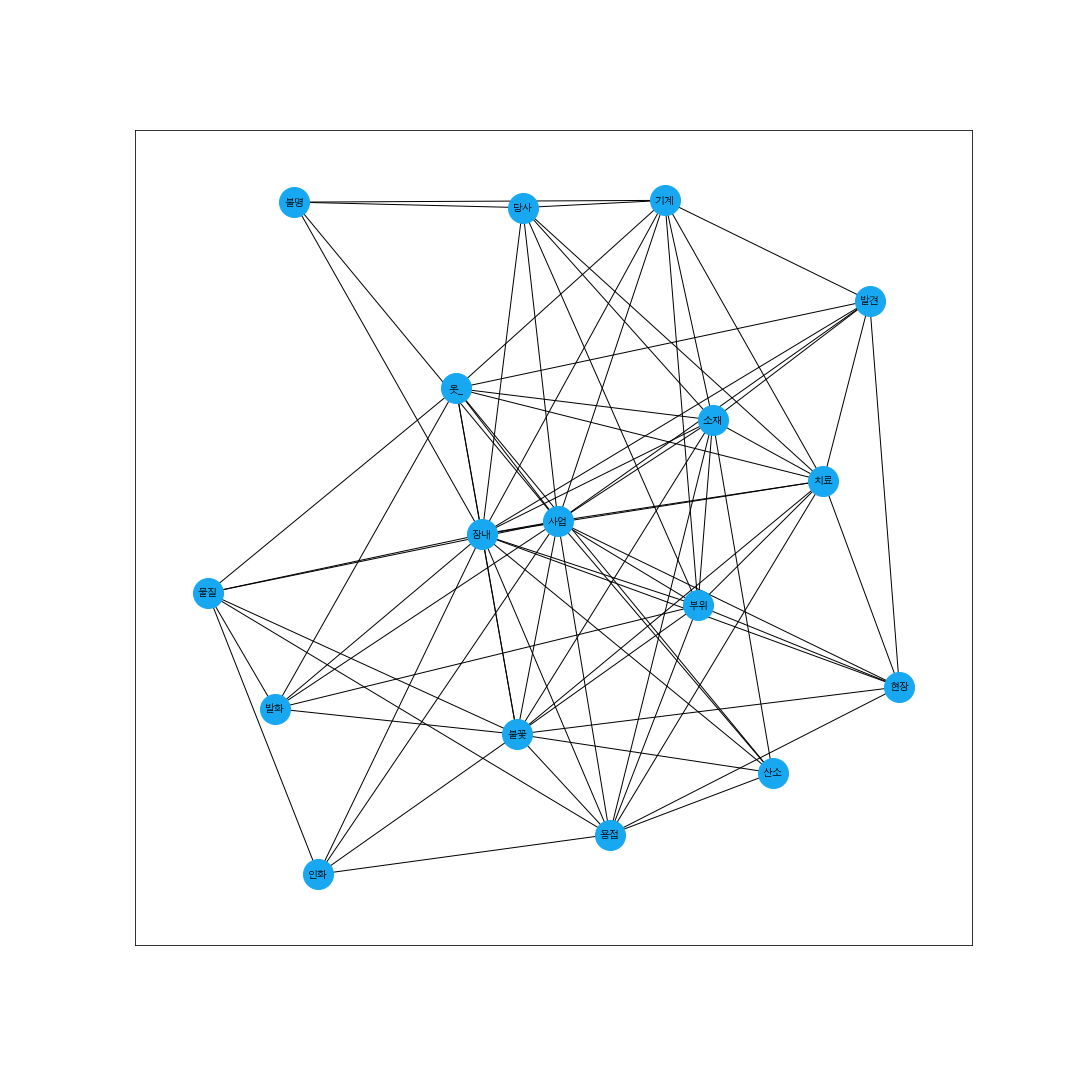 불명
당사
기계
발견
옷_
소재
치료
사업
장내
물질
부위
현장
발화
불꽃
산소
용접
인화